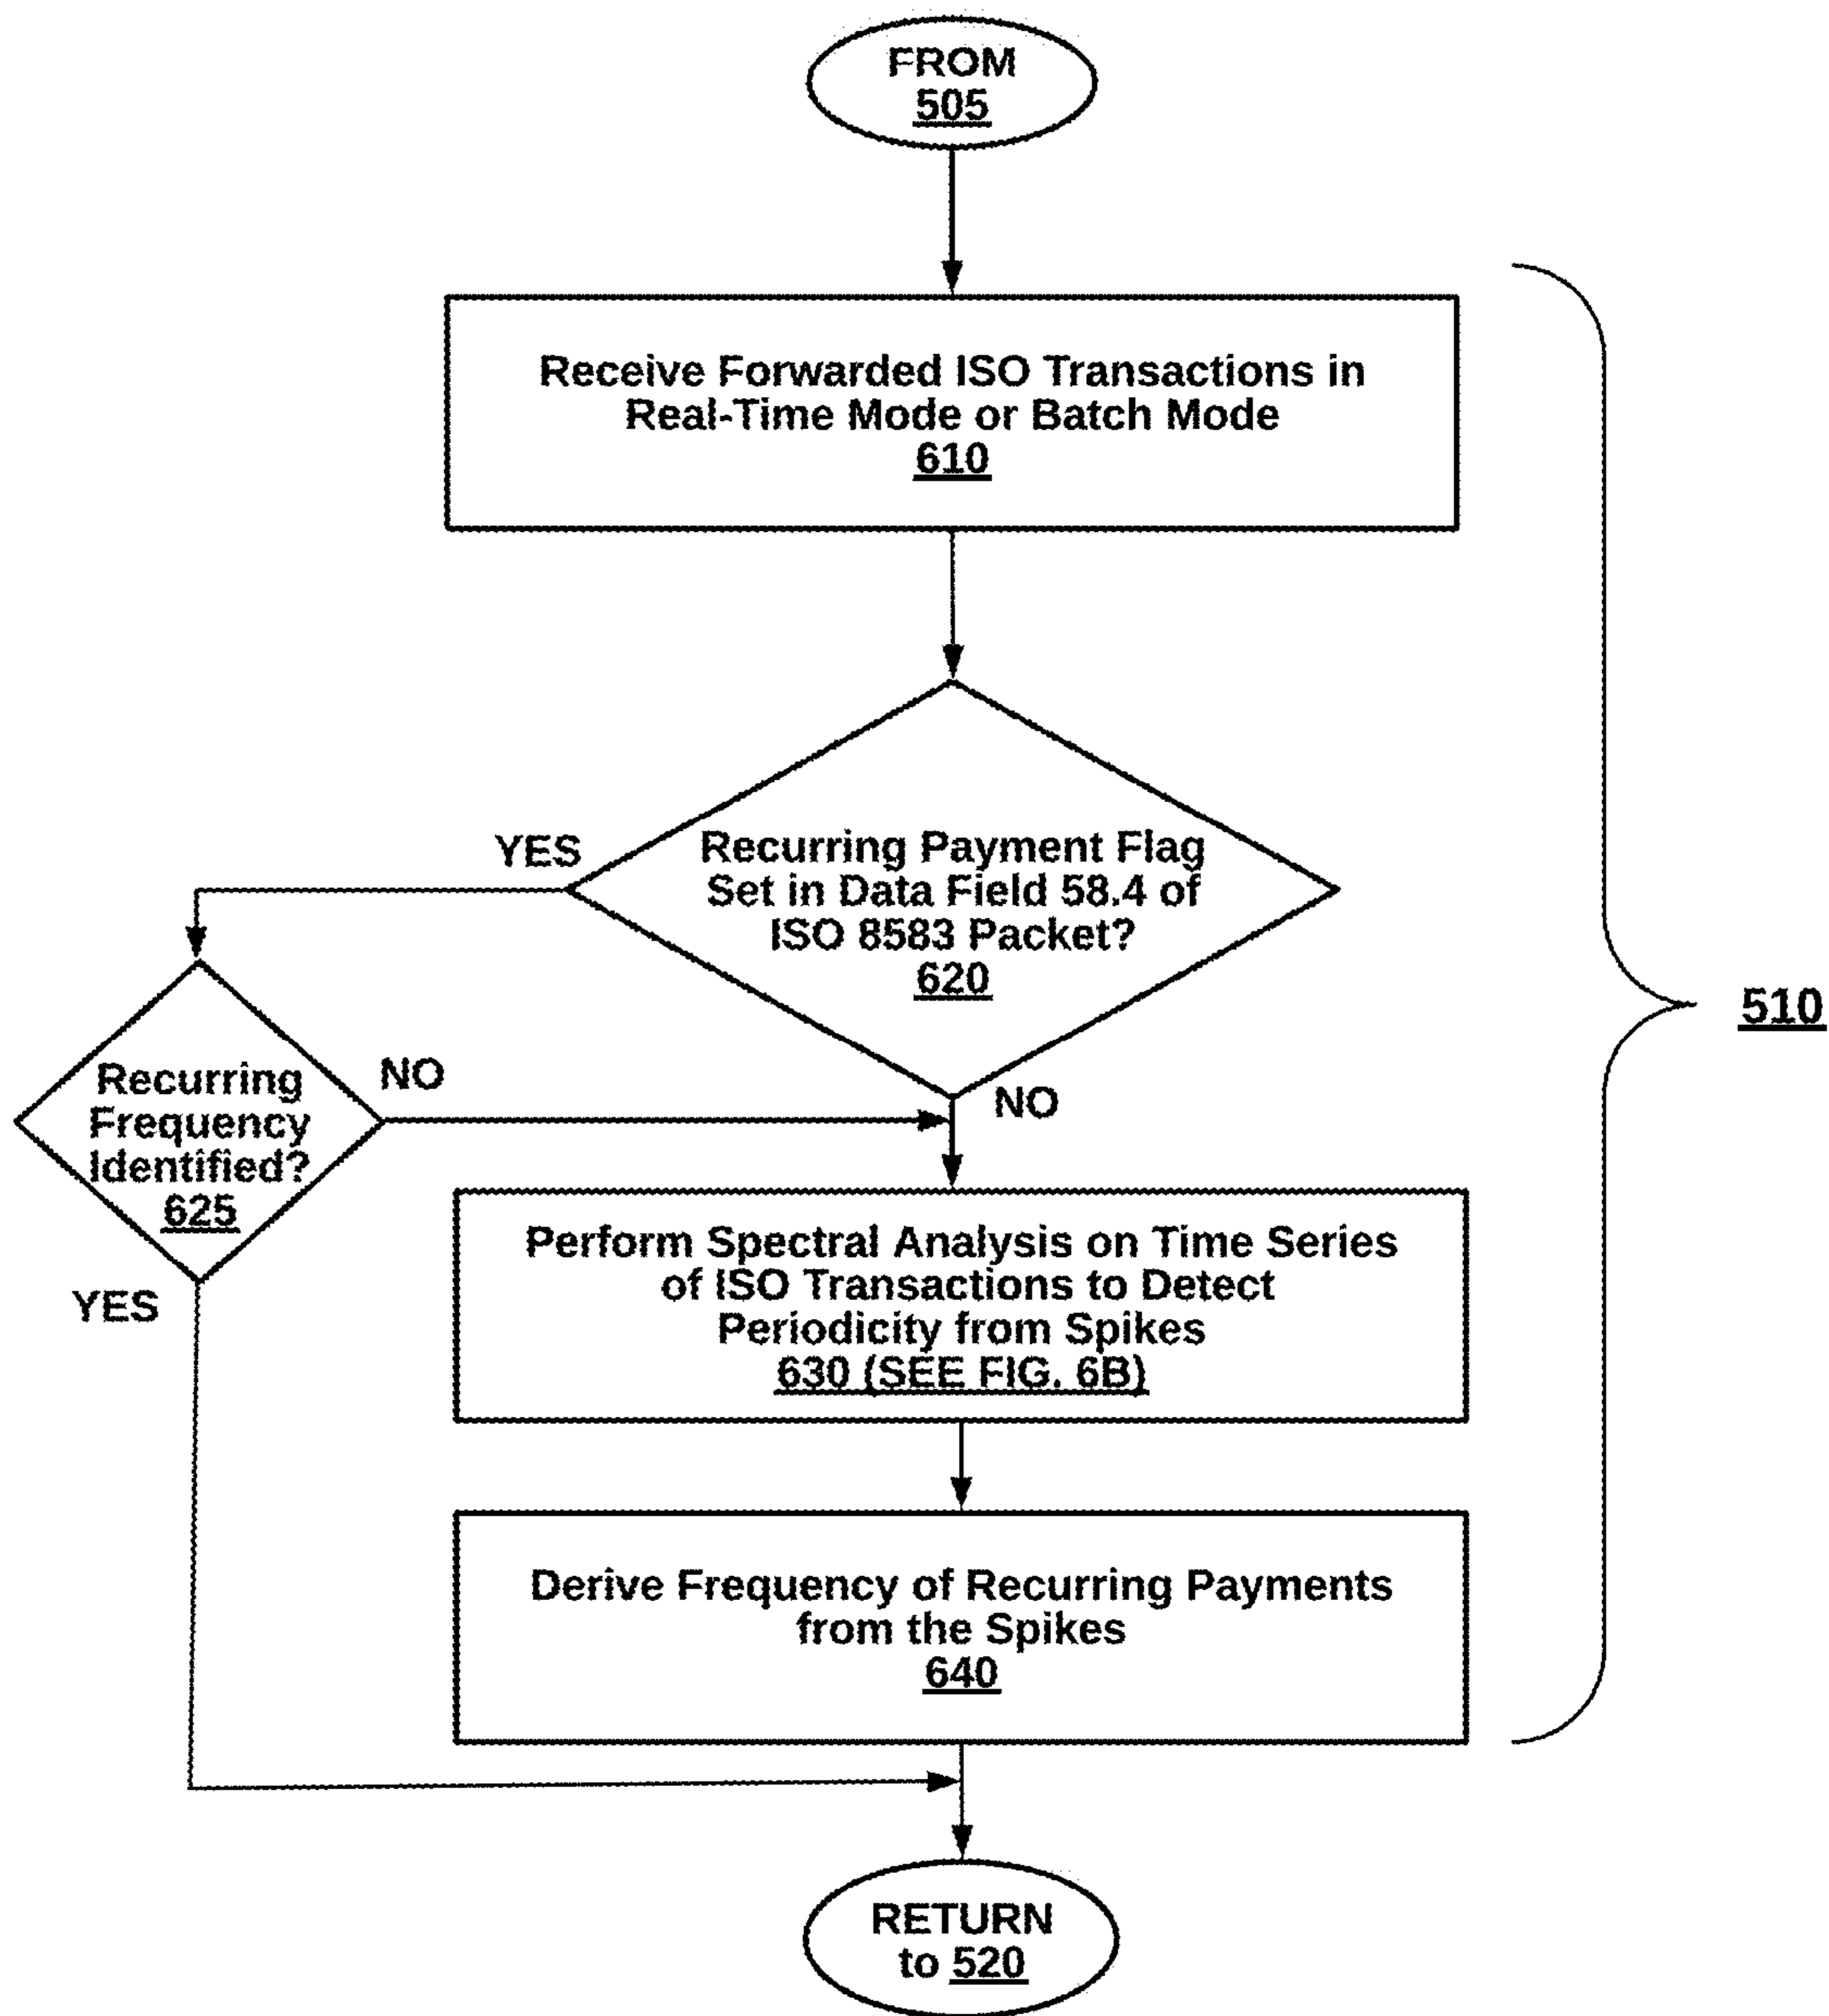 FROM
505
Receive Forwarded ISO Transactions in
Real-Time Mode or Batch Mode
610
YES
Recurring Payment Flag
Set in Data Field 58.4 of
ISO 8583 Packet?
620
510
Recurring
Frequency
Identified?
625
NO
NO
YES
Perform Spectral Analysis on Time Series
of ISO Transactions to Detect
Periodicity from Spikes
630 (SEE FIG. 6B)
Derive Frequency of Recurring Payments
from the Spikes
640
RETURN
to 520